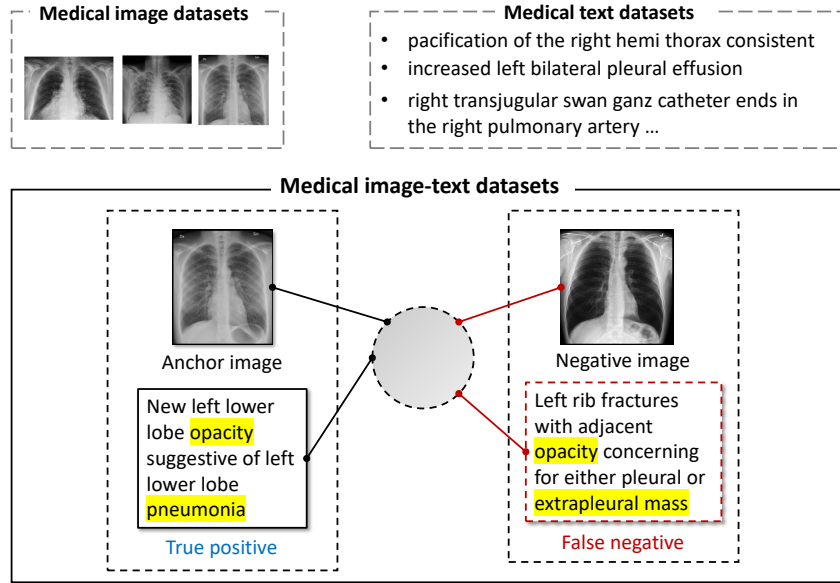 Medical image datasets
Medical text datasets
• pacification of the right hemi thorax consistent
• increased left bilateral pleural effusion
• right transjugular swan ganz catheter ends in
the right pulmonary artery ...
Medical image-text datasets
Anchor image
New left lower
lobe opacity
suggestive of left
lower lobe
pneumonia
True positive
Negative image
Left rib fractures
with adjacent
opacity concerning
for either pleural or
extrapleural mass
False negative